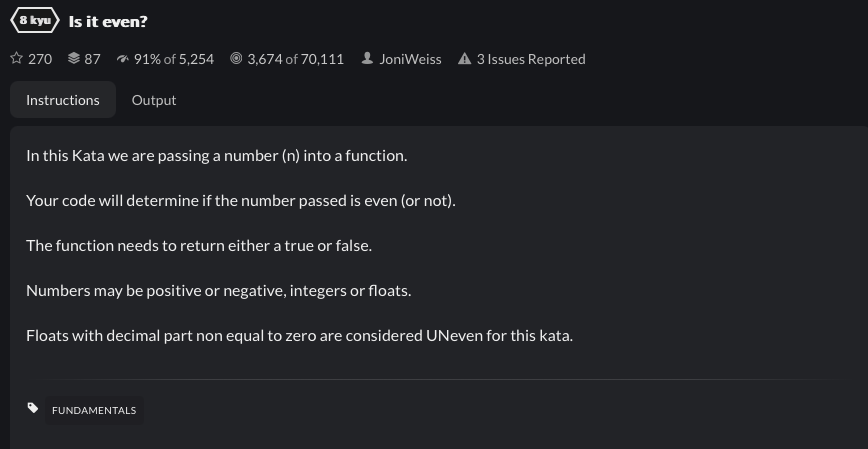 8 kyu Is it even?
270 87 91% of 5,254 3,674 of 70,111 JoniWeiss 3 Issues Reported
Instructions Output
In this Kata we are passing a number (n) into a function.
Your code will determine if the number passed is even (or not).
The function needs to return either a true or false.
Numbers may be positive or negative, integers or floats.
Floats with decimal part non equal to zero are considered UNeven for this kata.
FUNDAMENTALS